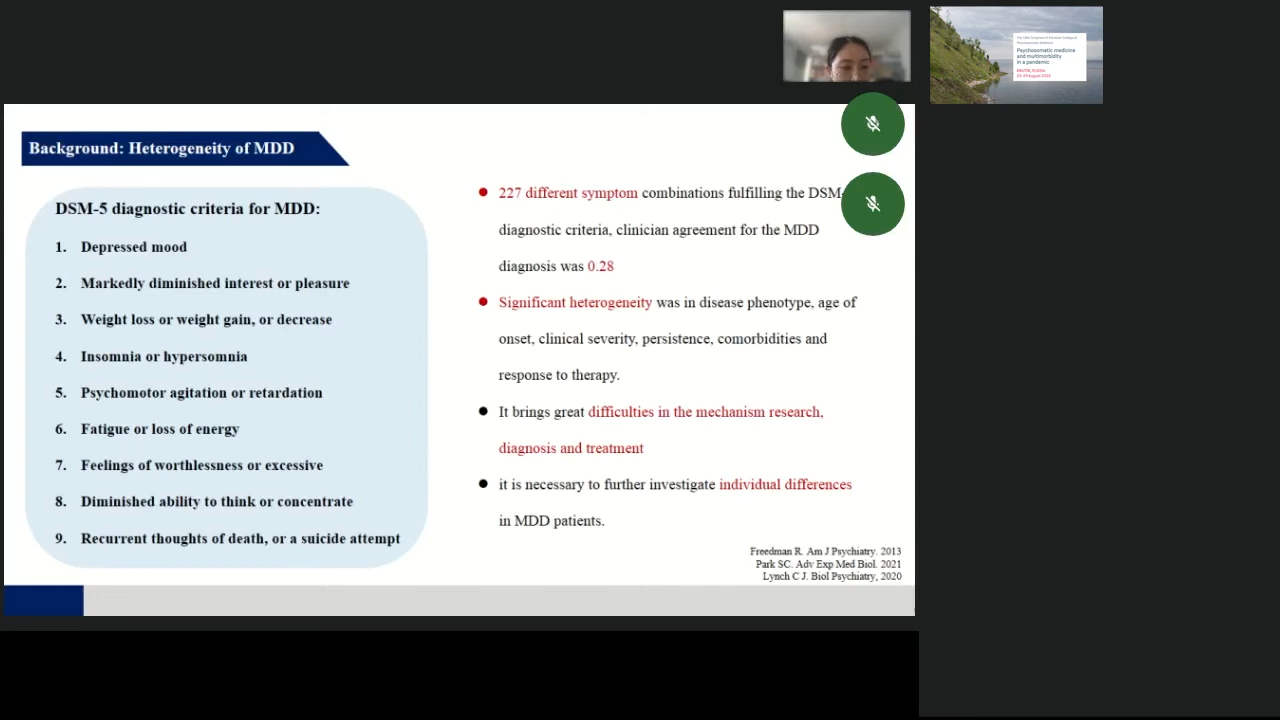 Psychosomatic medicine
and multimorbidity
in a pandemic
Background: Heterogeneity of MDD
DSM-5 diagnostic criteria for MDD:
1. Depressed mood
2. Markedly diminished interest or pleasure
3. Weight loss or weight gain, or decrease
4. Insomnia or hypersomnia
5. Psychomotor agitation or retardation
6. Fatigue or loss of energy
7. Feelings of worthlessness or excessive
8. Diminished ability to think or concentrate
9. Recurrent thoughts of death, or a suicide attempt
227 different symptom combinations fulfilling the DSM-
diagnostic criteria, clinician agreement for the MDD
diagnosis was 0.28
Significant heterogeneity was in disease phenotype, age of
onset, clinical severity, persistence, comorbidities and
response to therapy.
It brings great difficulties in the mechanism research,
diagnosis and treatment
it is necessary to further investigate individual differences
in MDD patients.
Freedman R. Am J Psychiatry. 2013
Park SC. Adv Exp Med Biol. 2021
Lynch C J. Biol Psychiatry, 2020